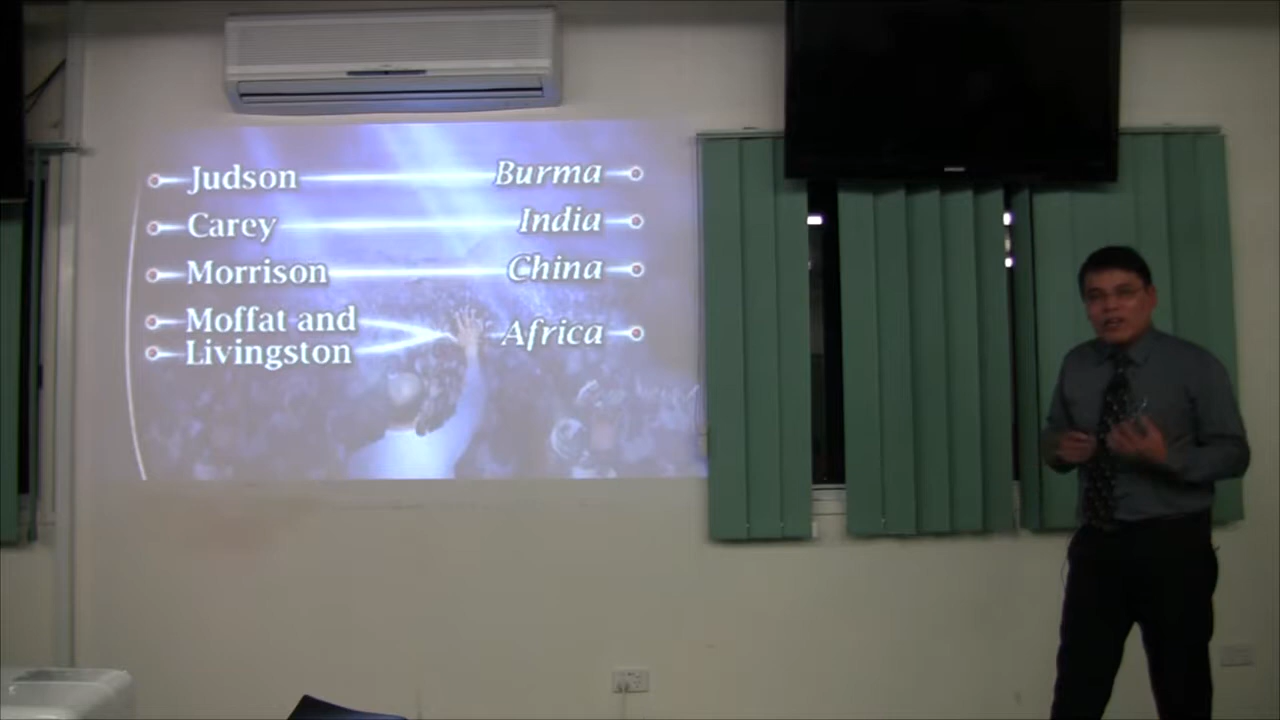 Judson Burma
Carey India
Morrison China
Moffat and
Livingston Africa